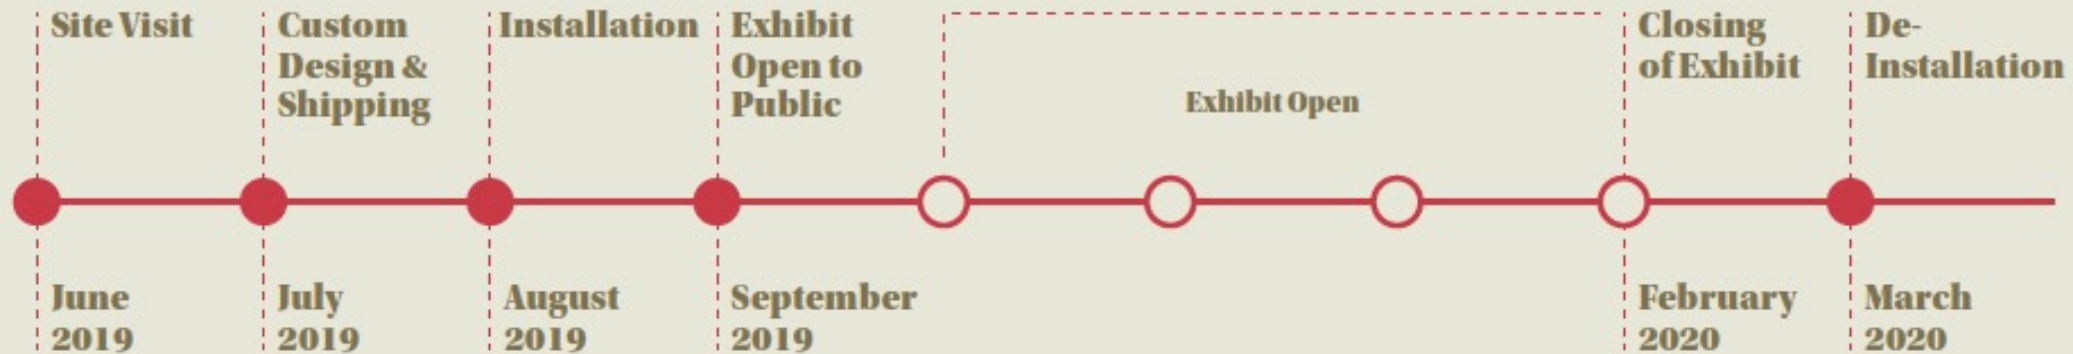 Site Visit
Custom
Design &
Shipping
Installation
Exhibit
Open to
Public
Exhibit Open
Closing
of Exhibit
De-
Installation
June
2019
July
2019
August
2019
September
2019
February
2020
March
2020